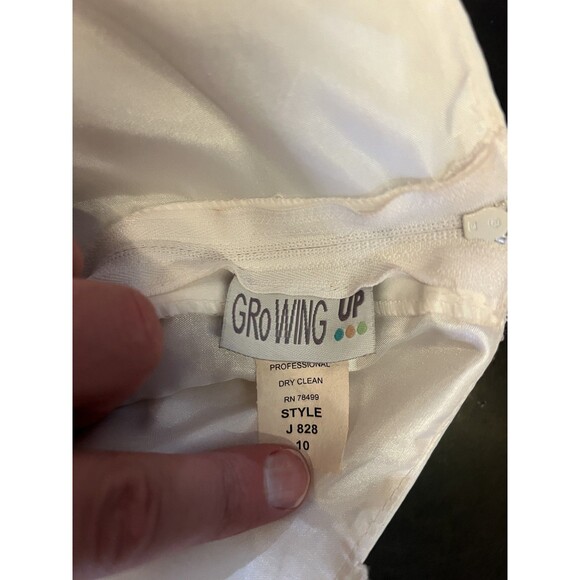 GRoWING UP
PROFESSIONAL
DRY CLEAN
RN 78499
STYLE
J 828
10